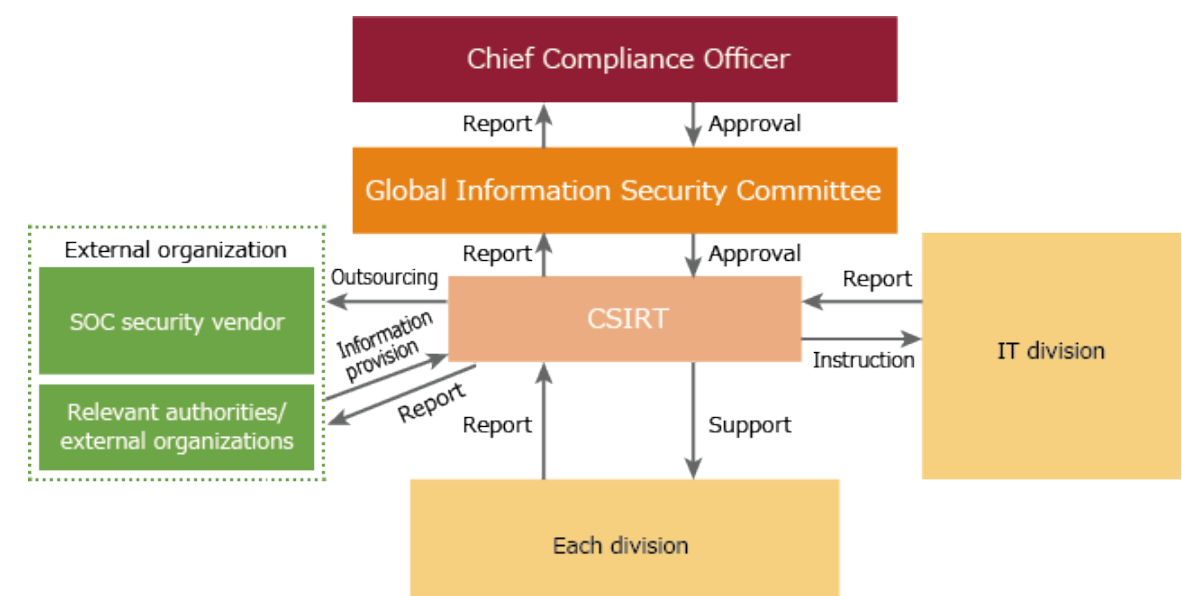 Chief Compliance Officer
Report
Approval
Global Information Security Committee
External organization
Report
Approval
Outsourcing
Report
SOC security vendor
CSIRT
Information
provision
Instruction
IT division
Relevant authorities/
external organizations
Report
Report
Support
Each division